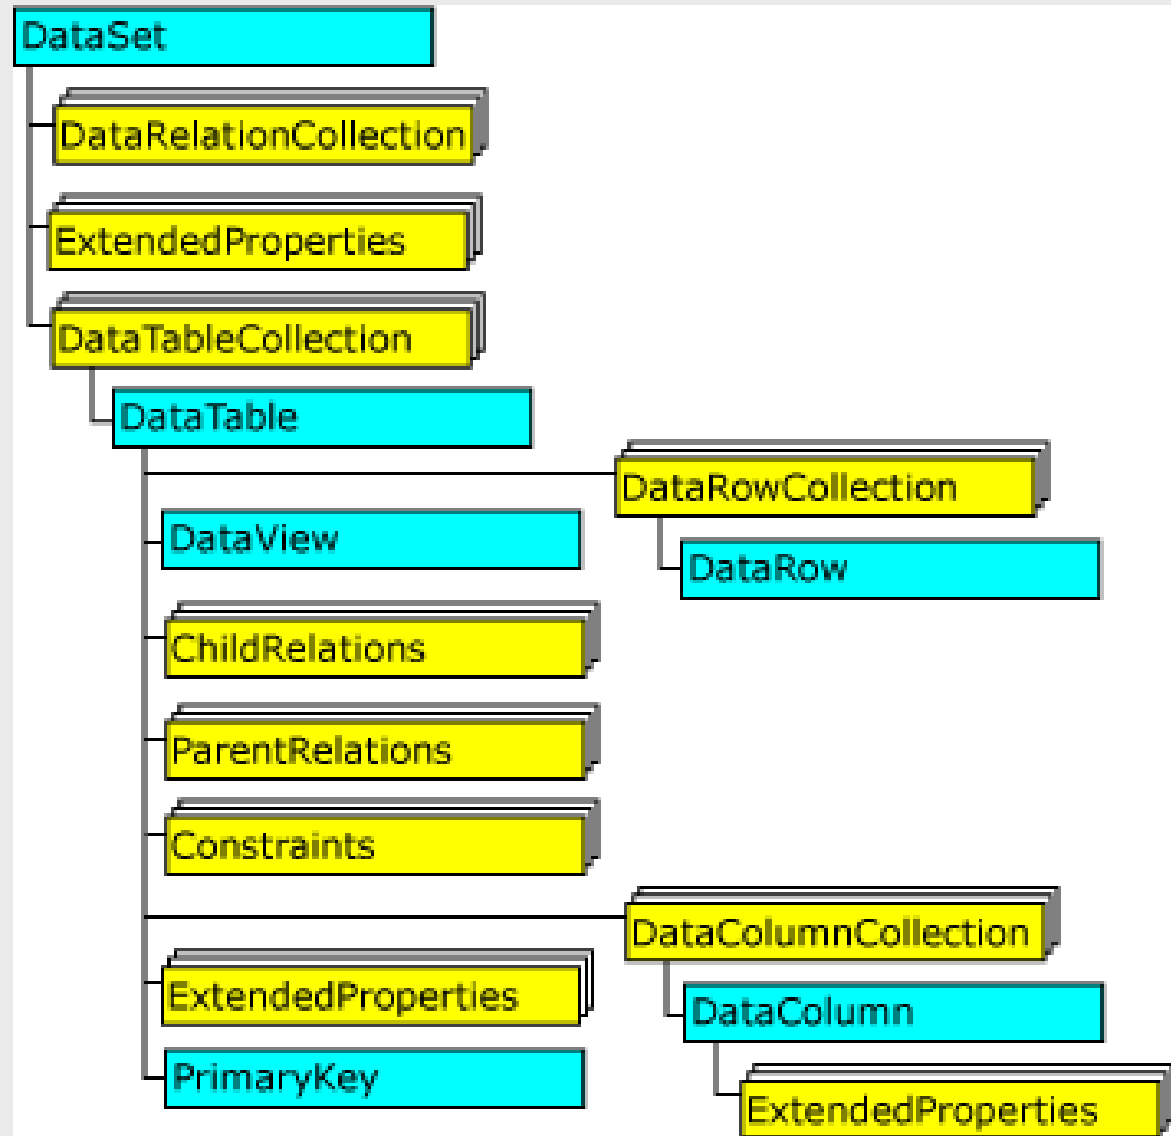 DataSet
DataRelationCollection
ExtendedProperties
DataTableCollection
DataTable
DataRowCollection
DataView
DataRow
ChildRelations
ParentRelations
Constraints
DataColumnCollection
ExtendedProperties
DataColumn
PrimaryKey
ExtendedProperties